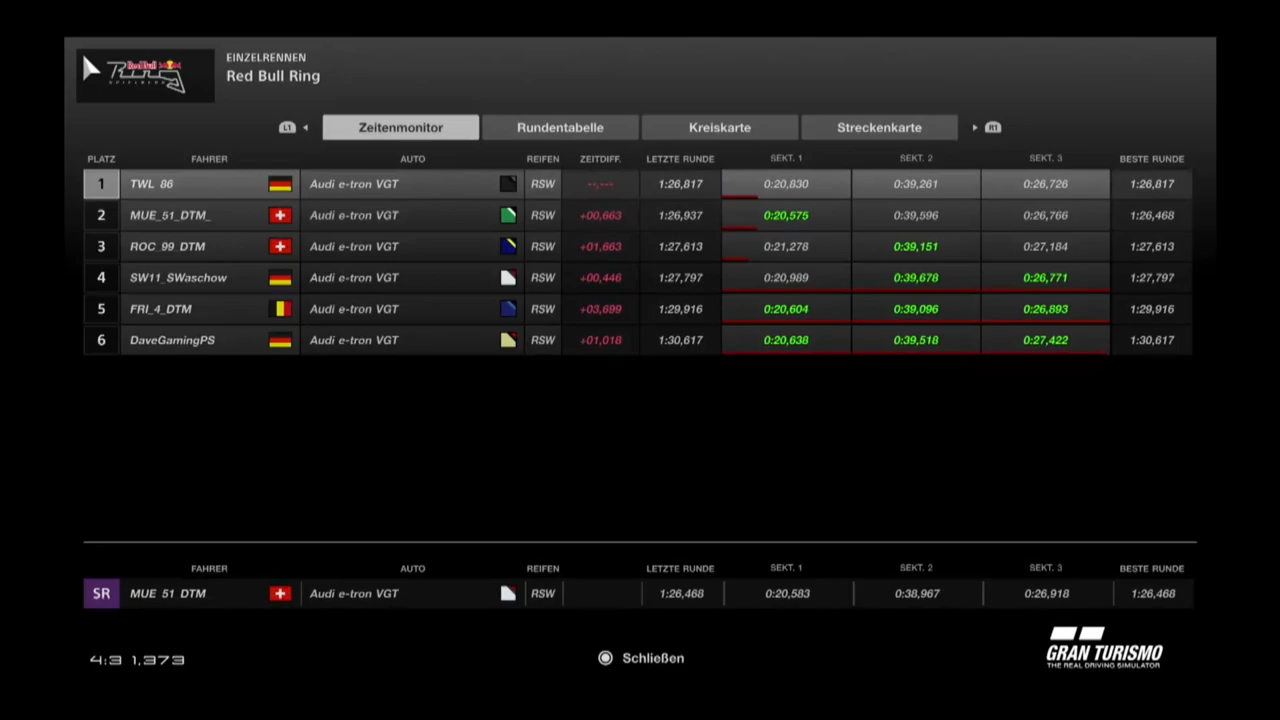 EINZELRENNEN
Red Bull Ring
L1 Zeitenmonitor Rundentabelle Kreiskarte Streckenkarte R1
PLATZ FAHRER AUTO REIFEN ZEITDIFF. LETZTE RUNDE SEKT. 1 SEKT. 2 SEKT. 3 BESTE RUNDE
1 TWL 86 Audi e-tron VGT RSW --,--- 1:26,817 0:20,830 0:39,261 0:26,726 1:26,817
2 MUE_51_DTM_ Audi e-tron VGT RSW +00,663 1:26,937 0:20,575 0:39,596 0:26,766 1:26,468
3 ROC_99_DTM Audi e-tron VGT RSW +01,663 1:27,613 0:21,278 0:39,151 0:27,184 1:27,613
4 SW11_SWaschow Audi e-tron VGT RSW +00,446 1:27,797 0:20,989 0:39,678 0:26,771 1:27,797
5 FRI_4_DTM Audi e-tron VGT RSW +03,699 1:29,916 0:20,604 0:39,096 0:26,893 1:29,916
6 DaveGamingPS Audi e-tron VGT RSW +01,018 1:30,617 0:20,638 0:39,518 0:27,422 1:30,617
FAHRER AUTO REIFEN LETZTE RUNDE SEKT. 1 SEKT. 2 SEKT. 3 BESTE RUNDE
SR MUE 51 DTM Audi e-tron VGT RSW 1:26,468 0:20,583 0:38,967 0:26,918 1:26,468
4:3 1,373
Schließen
GRAN TURISMO
THE REAL DRIVING SIMULATOR